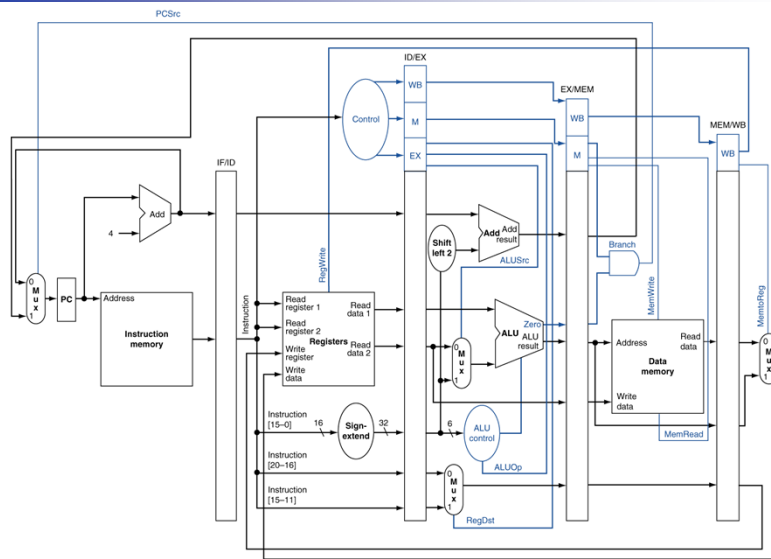 PCSrc
ID/EX
WB
EX/MEM
Control
M
WB
MEM/WB
EX
M
WB
IF/ID
Add
4
Add
Add
result
Shift
left 2
ALUSrc
Branch
RegWrite
MemWrite
MemtoReg
0
M
u
x
1
PC
Address
Instruction
memory
Instruction
Read
register 1
Read
register 2
Write
register
Write
data
Registers
Read
data 1
Read
data 2
0
M
u
x
1
Zero
ALU
ALU
result
Address
Read
data
Data
memory
Write
data
MemRead
0
M
u
x
1
Instruction
[15–0]
16
Sign-
extend
32
6
ALU
control
ALUOp
Instruction
[20–16]
Instruction
[15–11]
0
M
u
x
1
RegDst